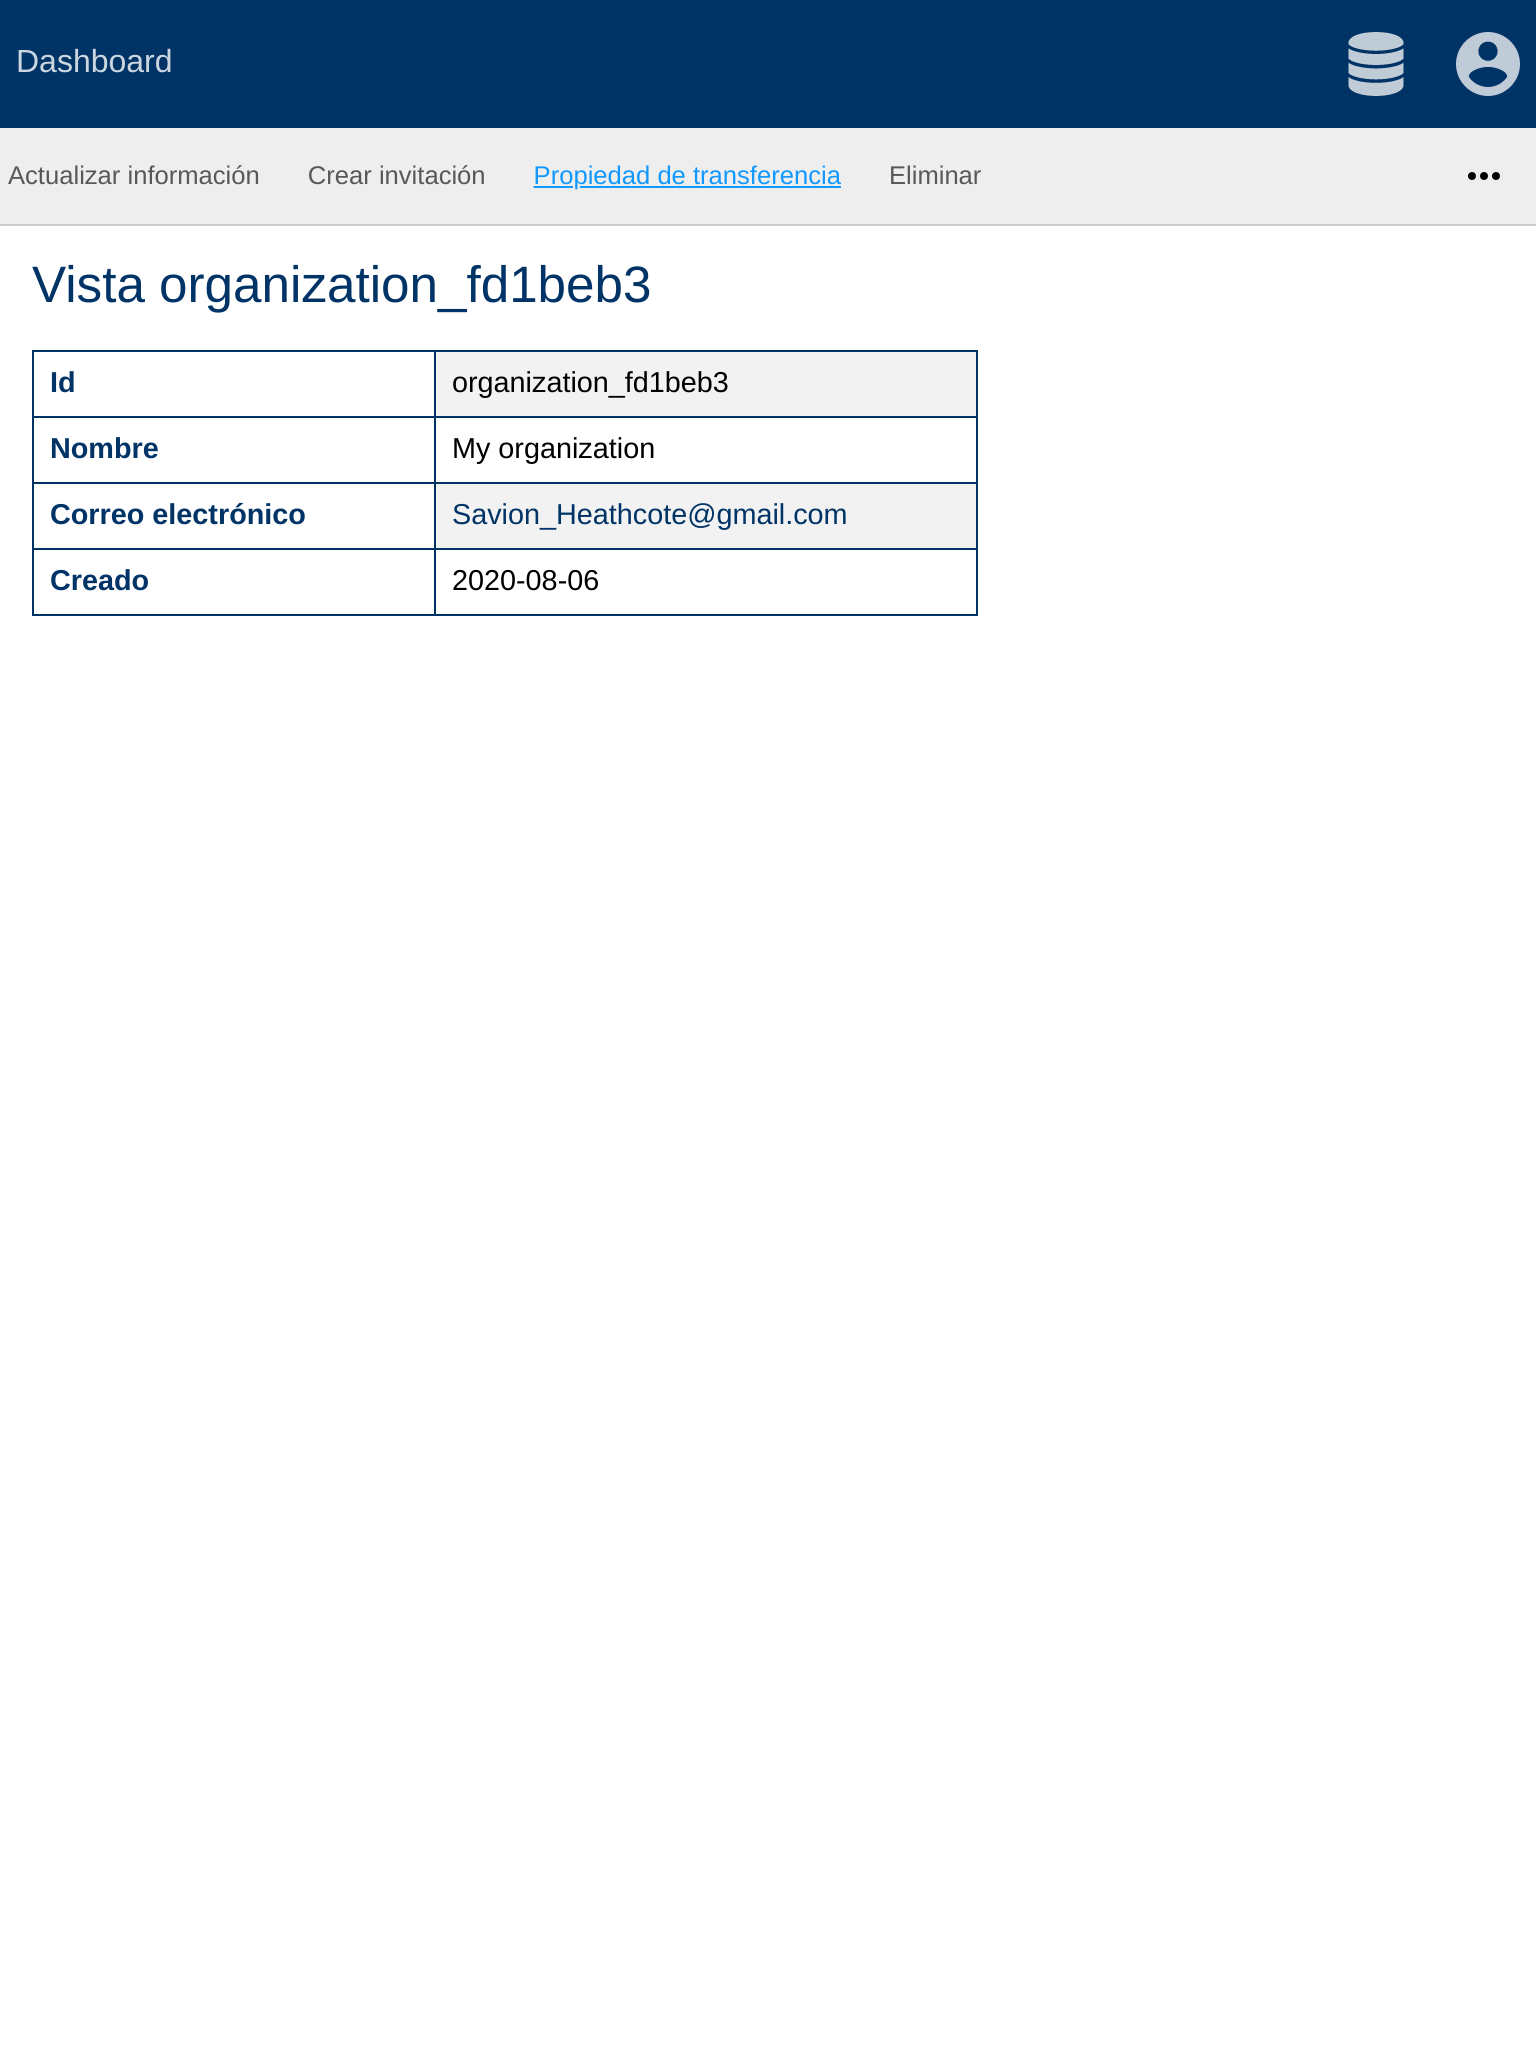 Dashboard
Actualizar información Crear invitación Propiedad de transferencia Eliminar
Vista organization_fd1beb3
Id organization_fd1beb3
Nombre My organization
Correo electrónico Savion_Heathcote@gmail.com
Creado 2020-08-06